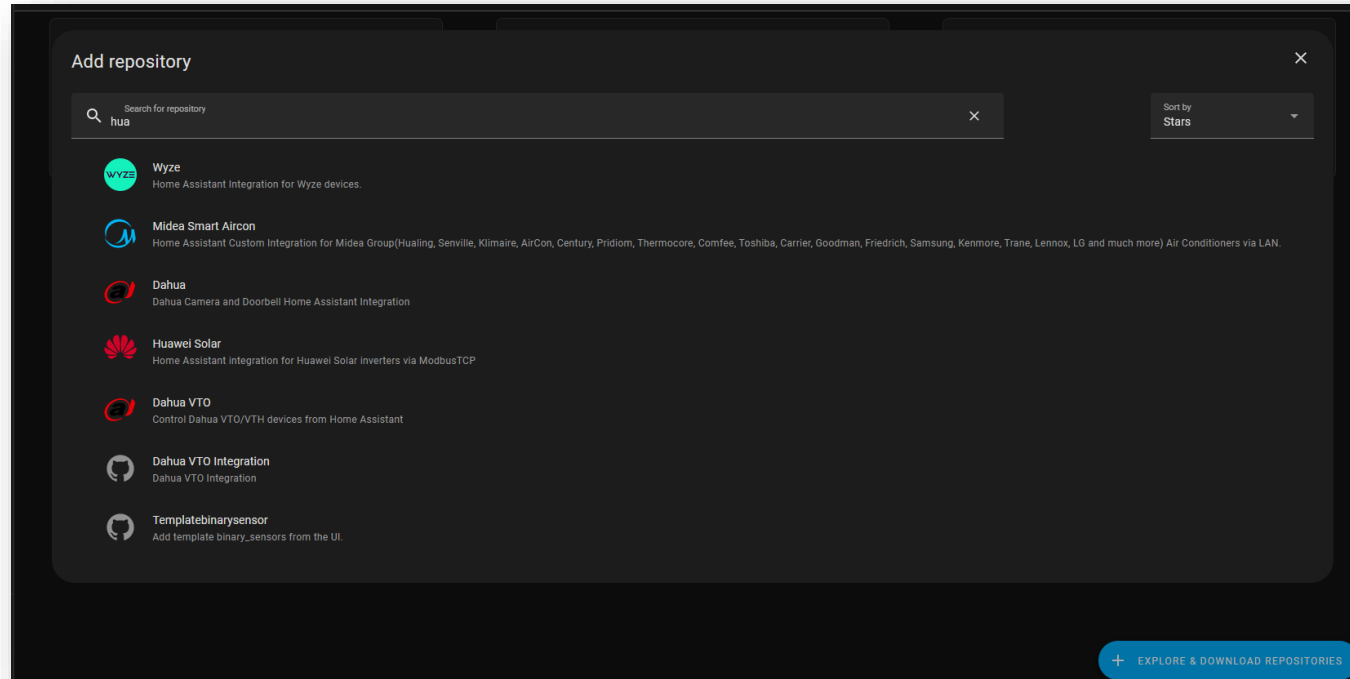 Add repository
Search for repository
hua
Sort by
Stars
WYZE
Wyze
Home Assistant Integration for Wyze devices.
Midea Smart Aircon
Home Assistant Custom Integration for Midea Group(Hualing, Senville, Klimaire, AirCon, Century, Pridiom, Thermocore, Comfee, Toshiba, Carrier, Goodman, Friedrich, Samsung, Kenmore, Trane, Lennox, LG and much more) Air Conditioners via LAN.
Dahua
Dahua Camera and Doorbell Home Assistant Integration
Huawei Solar
Home Assistant integration for Huawei Solar inverters via ModbusTCP
Dahua VTO
Control Dahua VTO/VTH devices from Home Assistant
Dahua VTO Integration
Dahua VTO Integration
Templatebinarysensor
Add template binary_sensors from the UI.
EXPLORE & DOWNLOAD REPOSITORIES